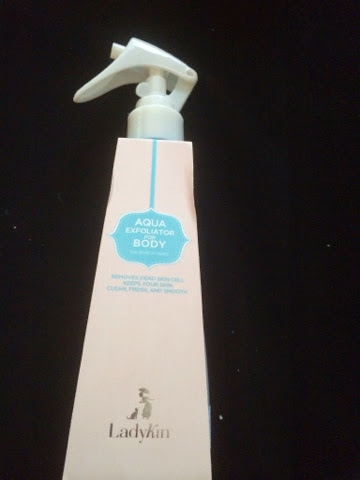 AQUA
EXFOLIATOR
FOR
BODY
REMOVES DEAD SKIN CELL
KEEPS YOUR SKIN
CLEAN, FRESH, AND SMOOTH
LadyKin